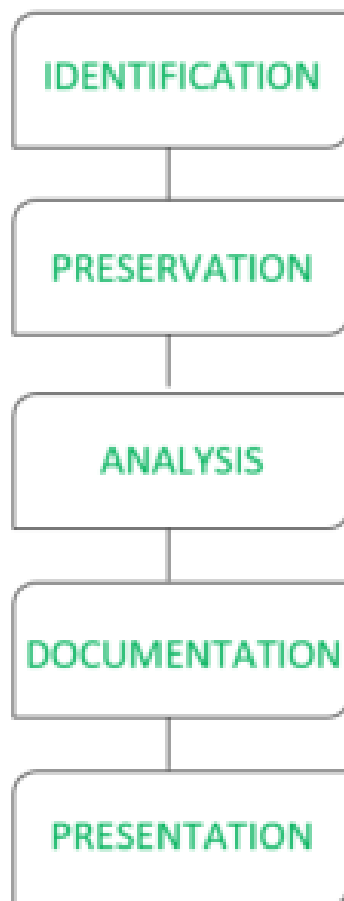 IDENTIFICATION
PRESERVATION
ANALYSIS
DOCUMENTATION
PRESENTATION